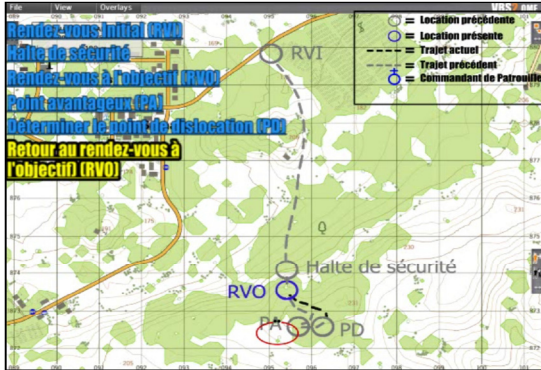 File View Overlays
VBS2
Rendez-vous Initial (RVI)
Halte de sécurité
Rendez-vous à l'objectif (RVO)
Point avantageux (PA)
Déterminer le point de dislocation (PD)
Retour au rendez-vous à
l'objectif) (RVO)
= Location précédente
= Location présente
= Trajet actuel
= Trajet précédent
= Commandant de Patrouille
RVI
Halte de sécurité
RVO
PA
PD